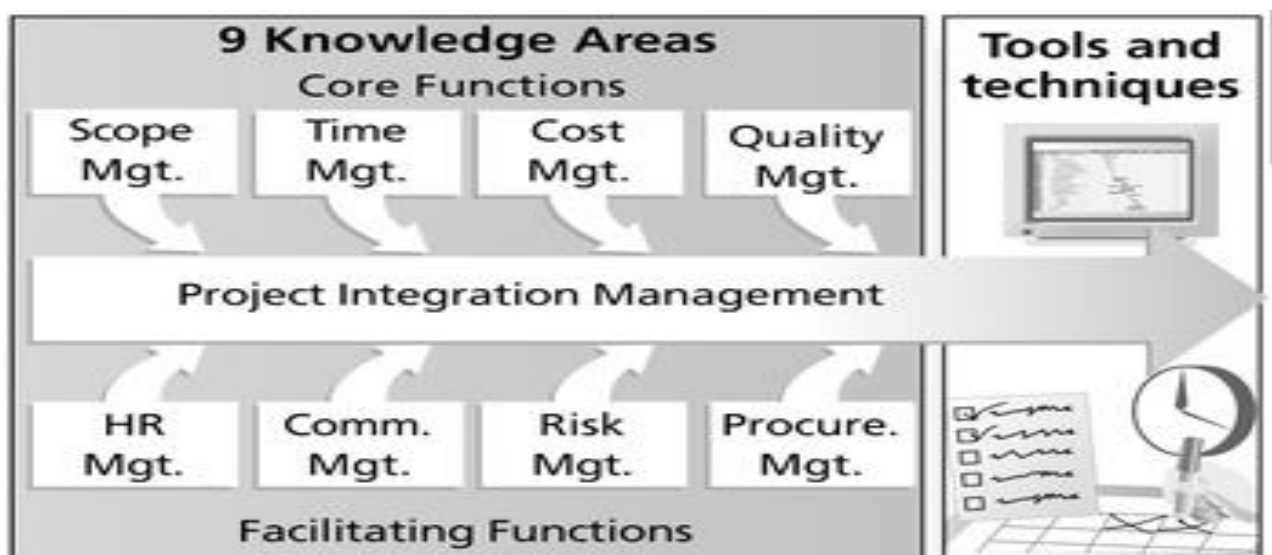 9 Knowledge Areas
Core Functions
Scope
Mgt.
Time
Mgt.
Cost
Mgt.
Quality
Mgt.
Project Integration Management
HR
Mgt.
Comm.
Mgt.
Risk
Mgt.
Procure.
Mgt.
Facilitating Functions
Tools and
techniques